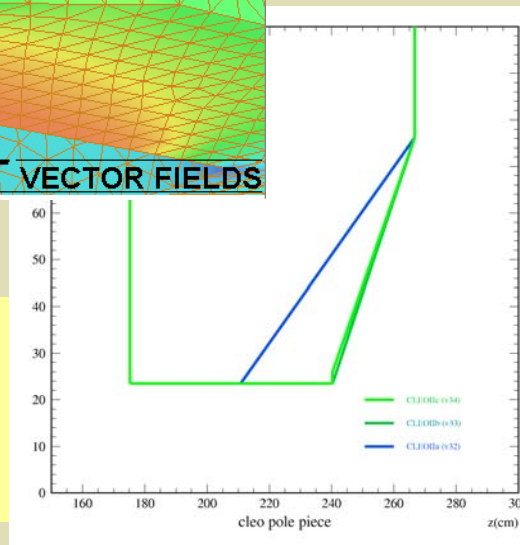 VECTOR FIELDS
60
50
40
30
20
10
0
CLEOIIc (v34)
CLEOIIb (v33)
CLEOIIa (v32)
160 180 200 220 240 260 280 30
cleo pole piece
z(cm)